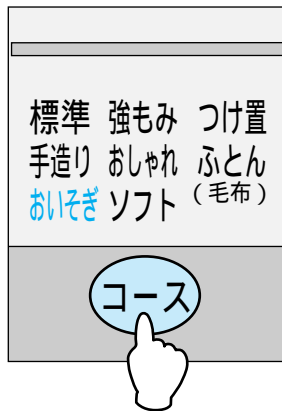 標準 強もみ つけ置
手造り おしゃれ ふとん
おいそぎ ソフト (毛布)
コース